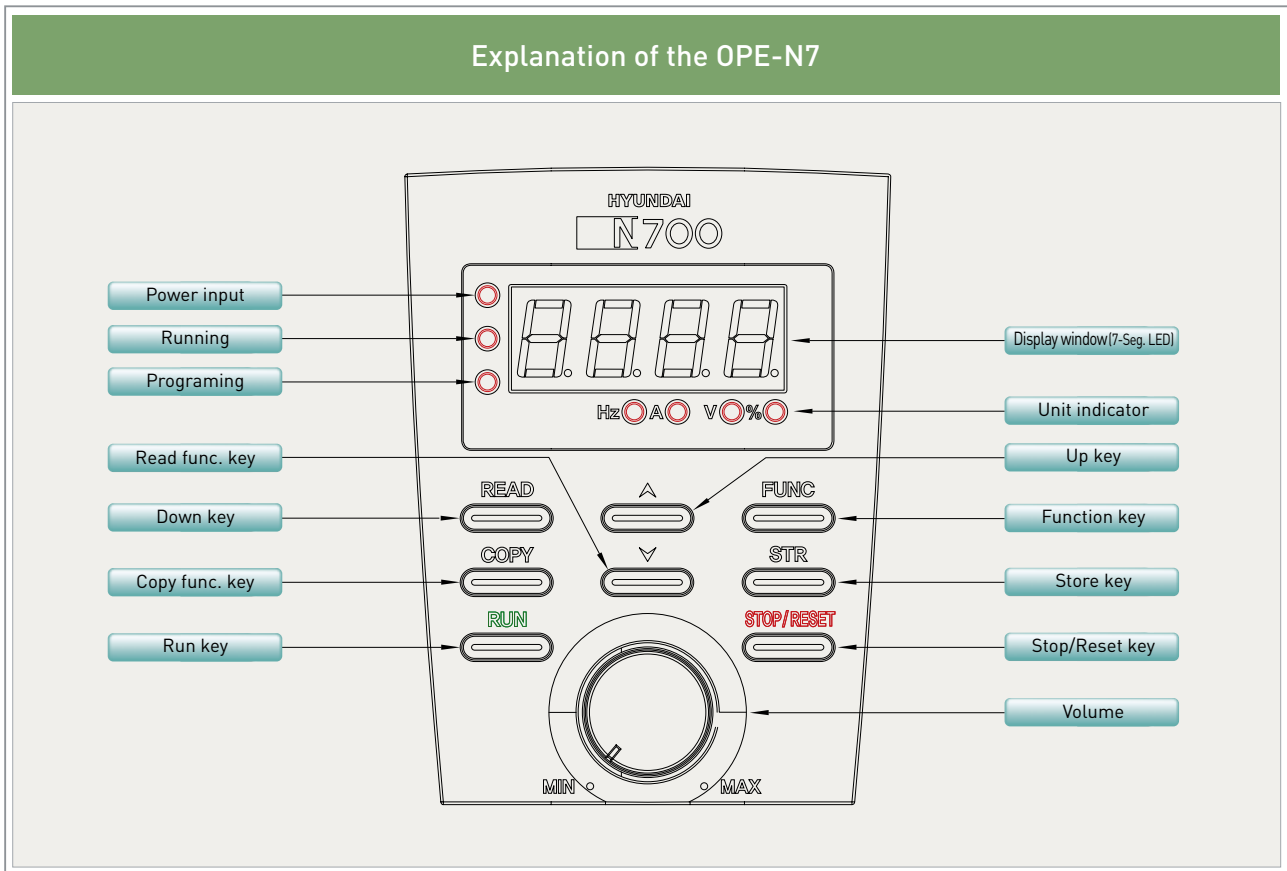 Explanation of the OPE-N7
HYUNDAI
N700
Power input
Running
Programing
Display window(7-Seg. LED)
Hz A V %
Unit indicator
Read func. key
Up key
READ
FUNC
Down key
Function key
COPY
STR
Copy func. key
Store key
RUN
STOP/RESET
Run key
Stop/Reset key
Volume
MIN
MAX